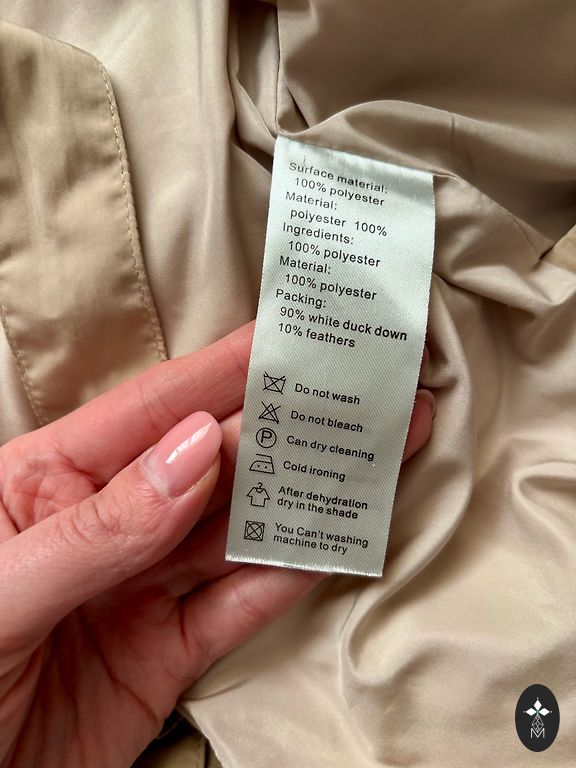 Surface material:
100% polyester
Material:
polyester 100%
Ingredients:
100% polyester
Material:
100% polyester
Packing:
90% white duck down
10% feathers
Do not wash
Do not bleach
P
Can dry cleaning
Cold ironing
After dehydration
dry in the shade
You Can't washing
machine to dry
M